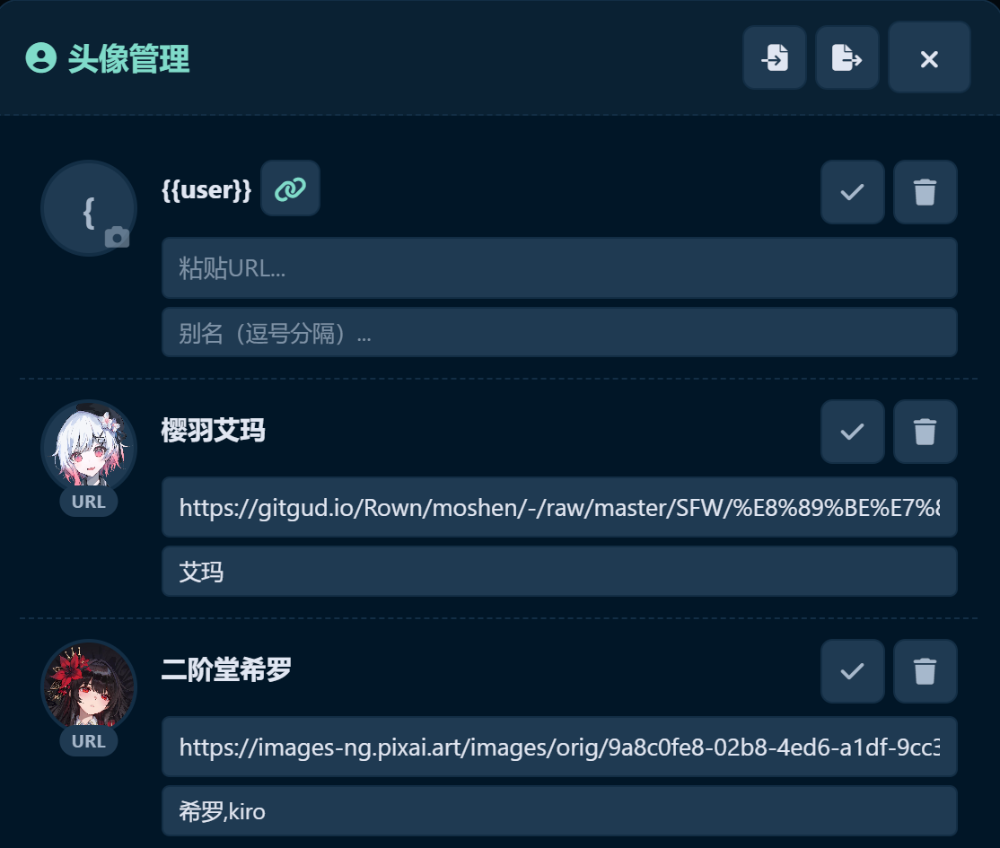 头像管理
{
{{user}}
粘贴URL...
别名（逗号分隔）...
樱羽艾玛
URL
https://gitgud.io/Rown/moshen/-/raw/master/SFW/%E8%89%BE%E7%8
艾玛
二阶堂希罗
URL
https://images-ng.pixai.art/images/orig/9a8c0fe8-02b8-4ed6-a1df-9cc3
希罗,kiro